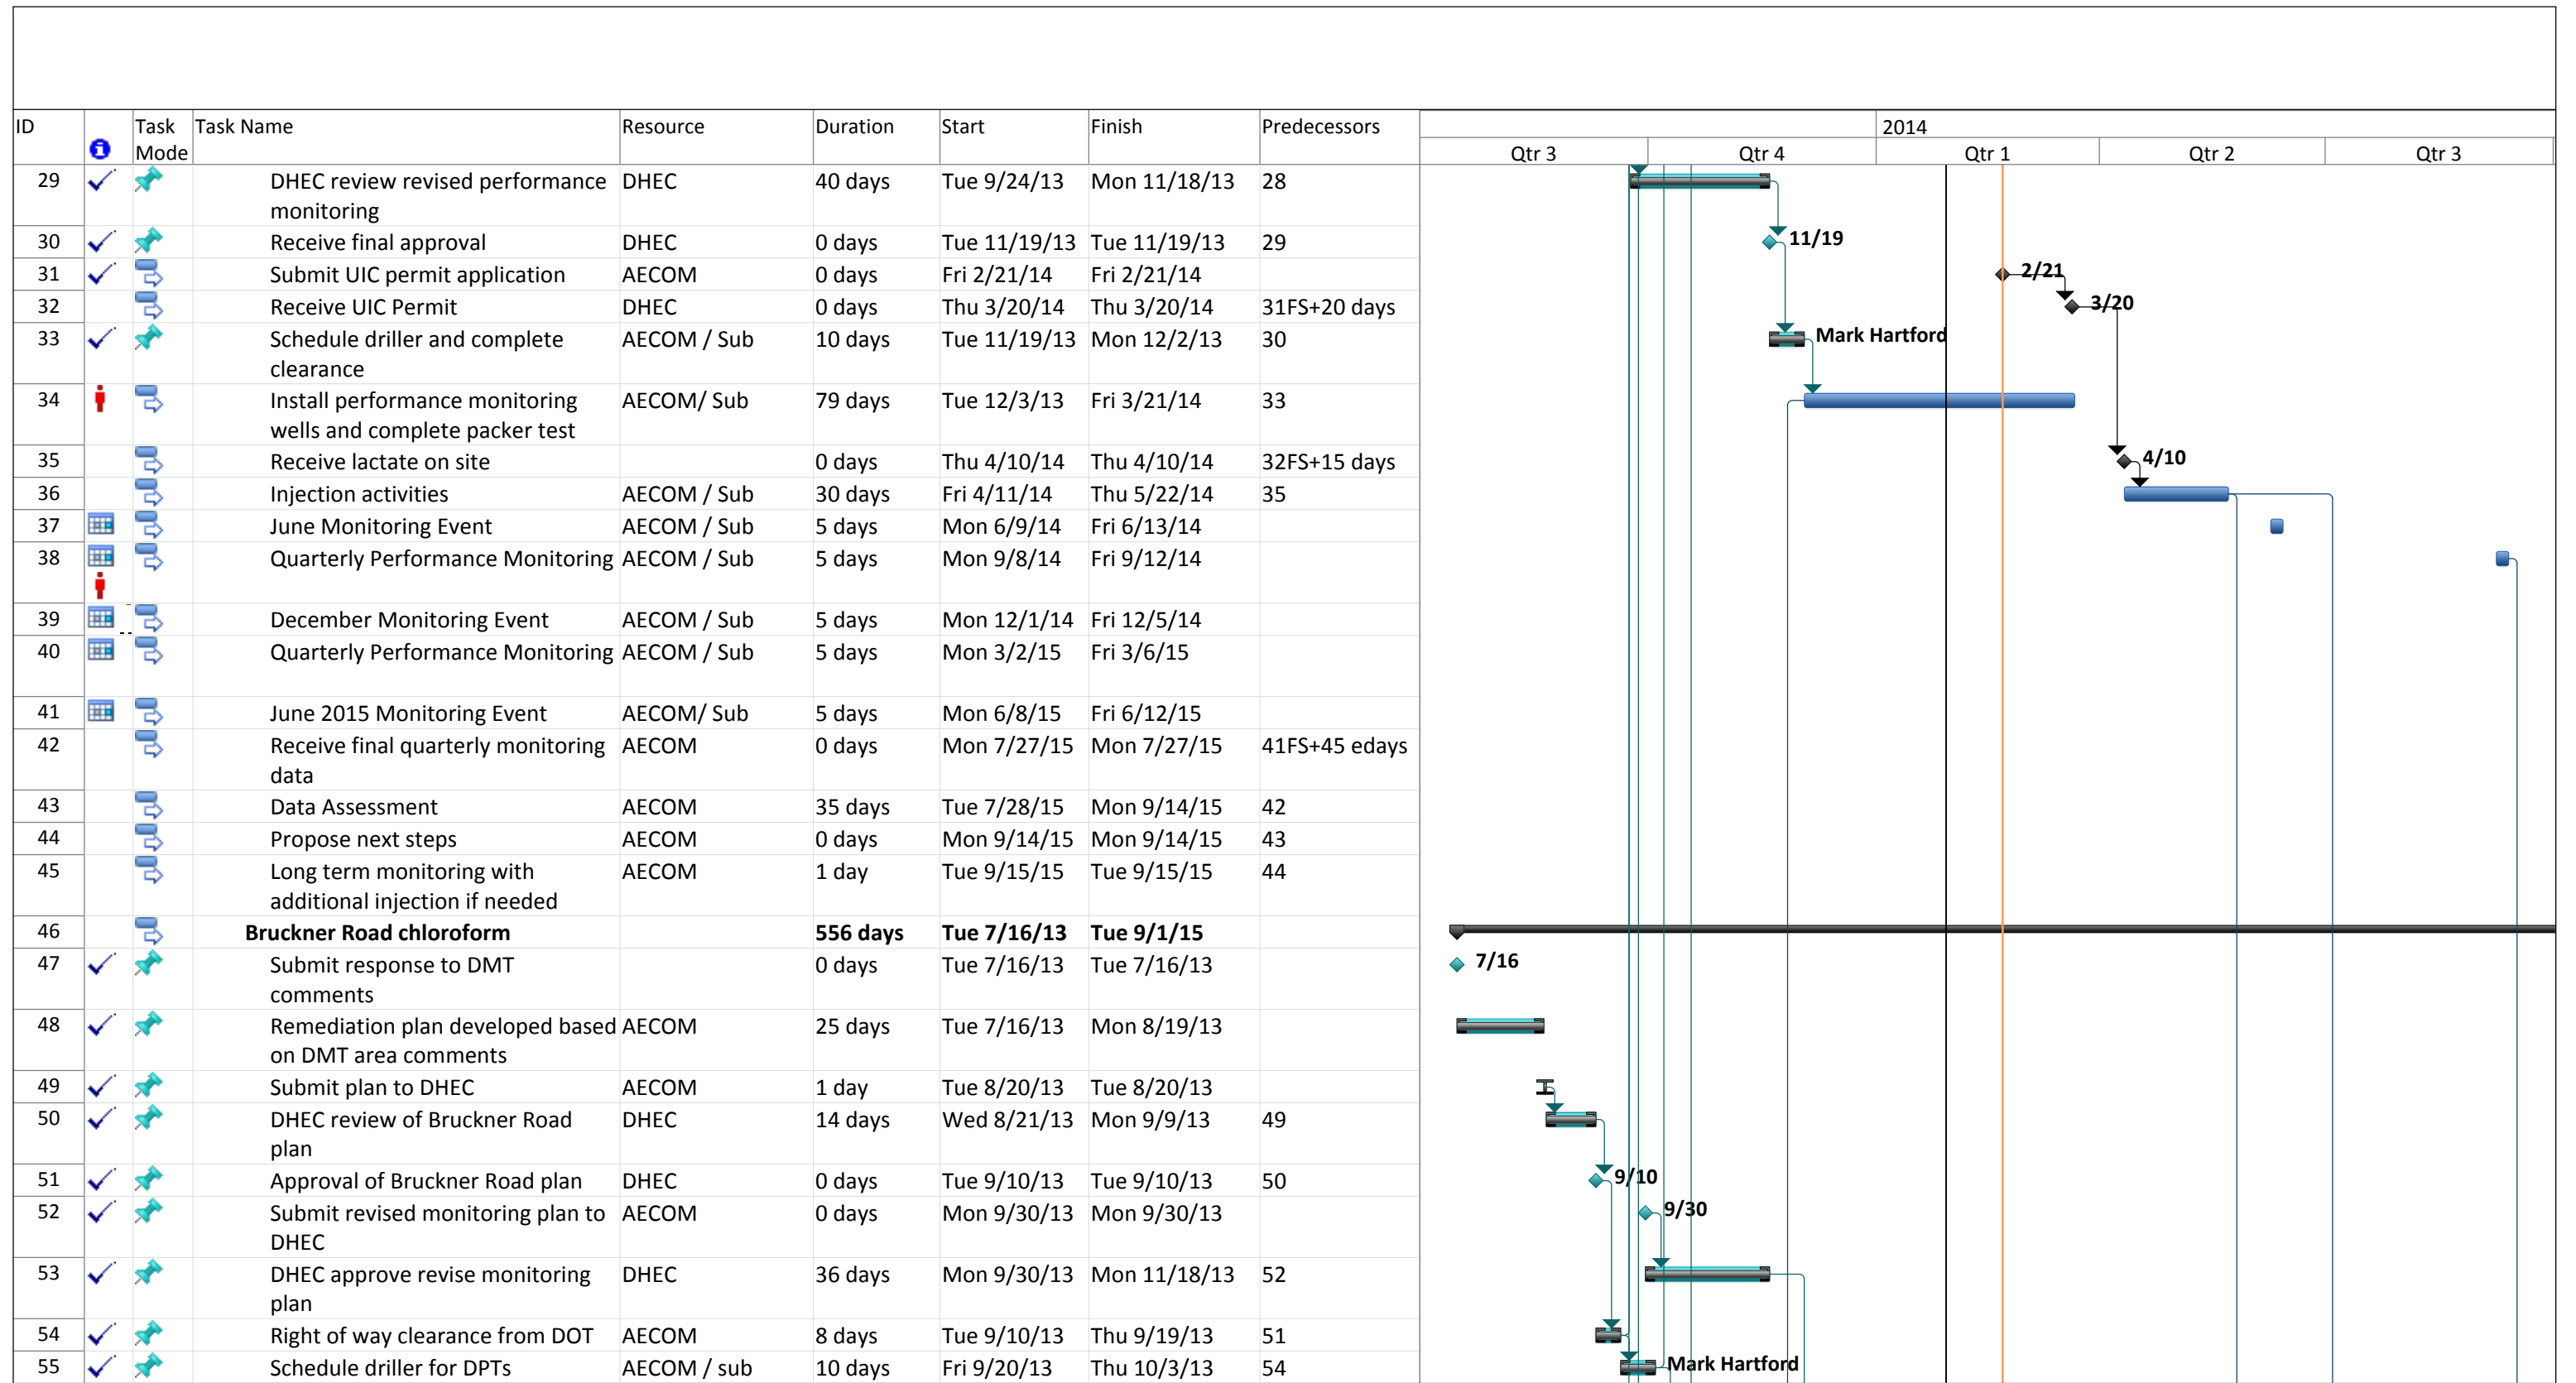 ID Task Task Name Resource Duration Start Finish Predecessors 2014
Mode Qtr 3 Qtr 4 Qtr 1 Qtr 2 Qtr 3
29 DHEC review revised performance DHEC 40 days Tue 9/24/13 Mon 11/18/13 28
monitoring
30 Receive final approval DHEC 0 days Tue 11/19/13 Tue 11/19/13 29 11/19
31 Submit UIC permit application AECOM 0 days Fri 2/21/14 Fri 2/21/14 2/21
32 Receive UIC Permit DHEC 0 days Thu 3/20/14 Thu 3/20/14 31FS+20 days 3/20
33 Schedule driller and complete AECOM / Sub 10 days Tue 11/19/13 Mon 12/2/13 30 Mark Hartford
clearance
34 Install performance monitoring AECOM/ Sub 79 days Tue 12/3/13 Fri 3/21/14 33
wells and complete packer test
35 Receive lactate on site 0 days Thu 4/10/14 Thu 4/10/14 32FS+15 days 4/10
36 Injection activities AECOM / Sub 30 days Fri 4/11/14 Thu 5/22/14 35
37 June Monitoring Event AECOM / Sub 5 days Mon 6/9/14 Fri 6/13/14
38 Quarterly Performance Monitoring AECOM / Sub 5 days Mon 9/8/14 Fri 9/12/14
39 December Monitoring Event AECOM / Sub 5 days Mon 12/1/14 Fri 12/5/14
40 Quarterly Performance Monitoring AECOM / Sub 5 days Mon 3/2/15 Fri 3/6/15
41 June 2015 Monitoring Event AECOM/ Sub 5 days Mon 6/8/15 Fri 6/12/15
42 Receive final quarterly monitoring AECOM 0 days Mon 7/27/15 Mon 7/27/15 41FS+45 edays
data
43 Data Assessment AECOM 35 days Tue 7/28/15 Mon 9/14/15 42
44 Propose next steps AECOM 0 days Mon 9/14/15 Mon 9/14/15 43
45 Long term monitoring with AECOM 1 day Tue 9/15/15 Tue 9/15/15 44
additional injection if needed
46 Bruckner Road chloroform 556 days Tue 7/16/13 Tue 9/1/15
47 Submit response to DMT 0 days Tue 7/16/13 Tue 7/16/13 7/16
comments
48 Remediation plan developed based AECOM 25 days Tue 7/16/13 Mon 8/19/13
on DMT area comments
49 Submit plan to DHEC AECOM 1 day Tue 8/20/13 Tue 8/20/13
50 DHEC review of Bruckner Road DHEC 14 days Wed 8/21/13 Mon 9/9/13 49
plan
51 Approval of Bruckner Road plan DHEC 0 days Tue 9/10/13 Tue 9/10/13 50 9/10
52 Submit revised monitoring plan to AECOM 0 days Mon 9/30/13 Mon 9/30/13 9/30
DHEC
53 DHEC approve revise monitoring DHEC 36 days Mon 9/30/13 Mon 11/18/13 52
plan
54 Right of way clearance from DOT AECOM 8 days Tue 9/10/13 Thu 9/19/13 51
55 Schedule driller for DPTs AECOM / sub 10 days Fri 9/20/13 Thu 10/3/13 54 Mark Hartford